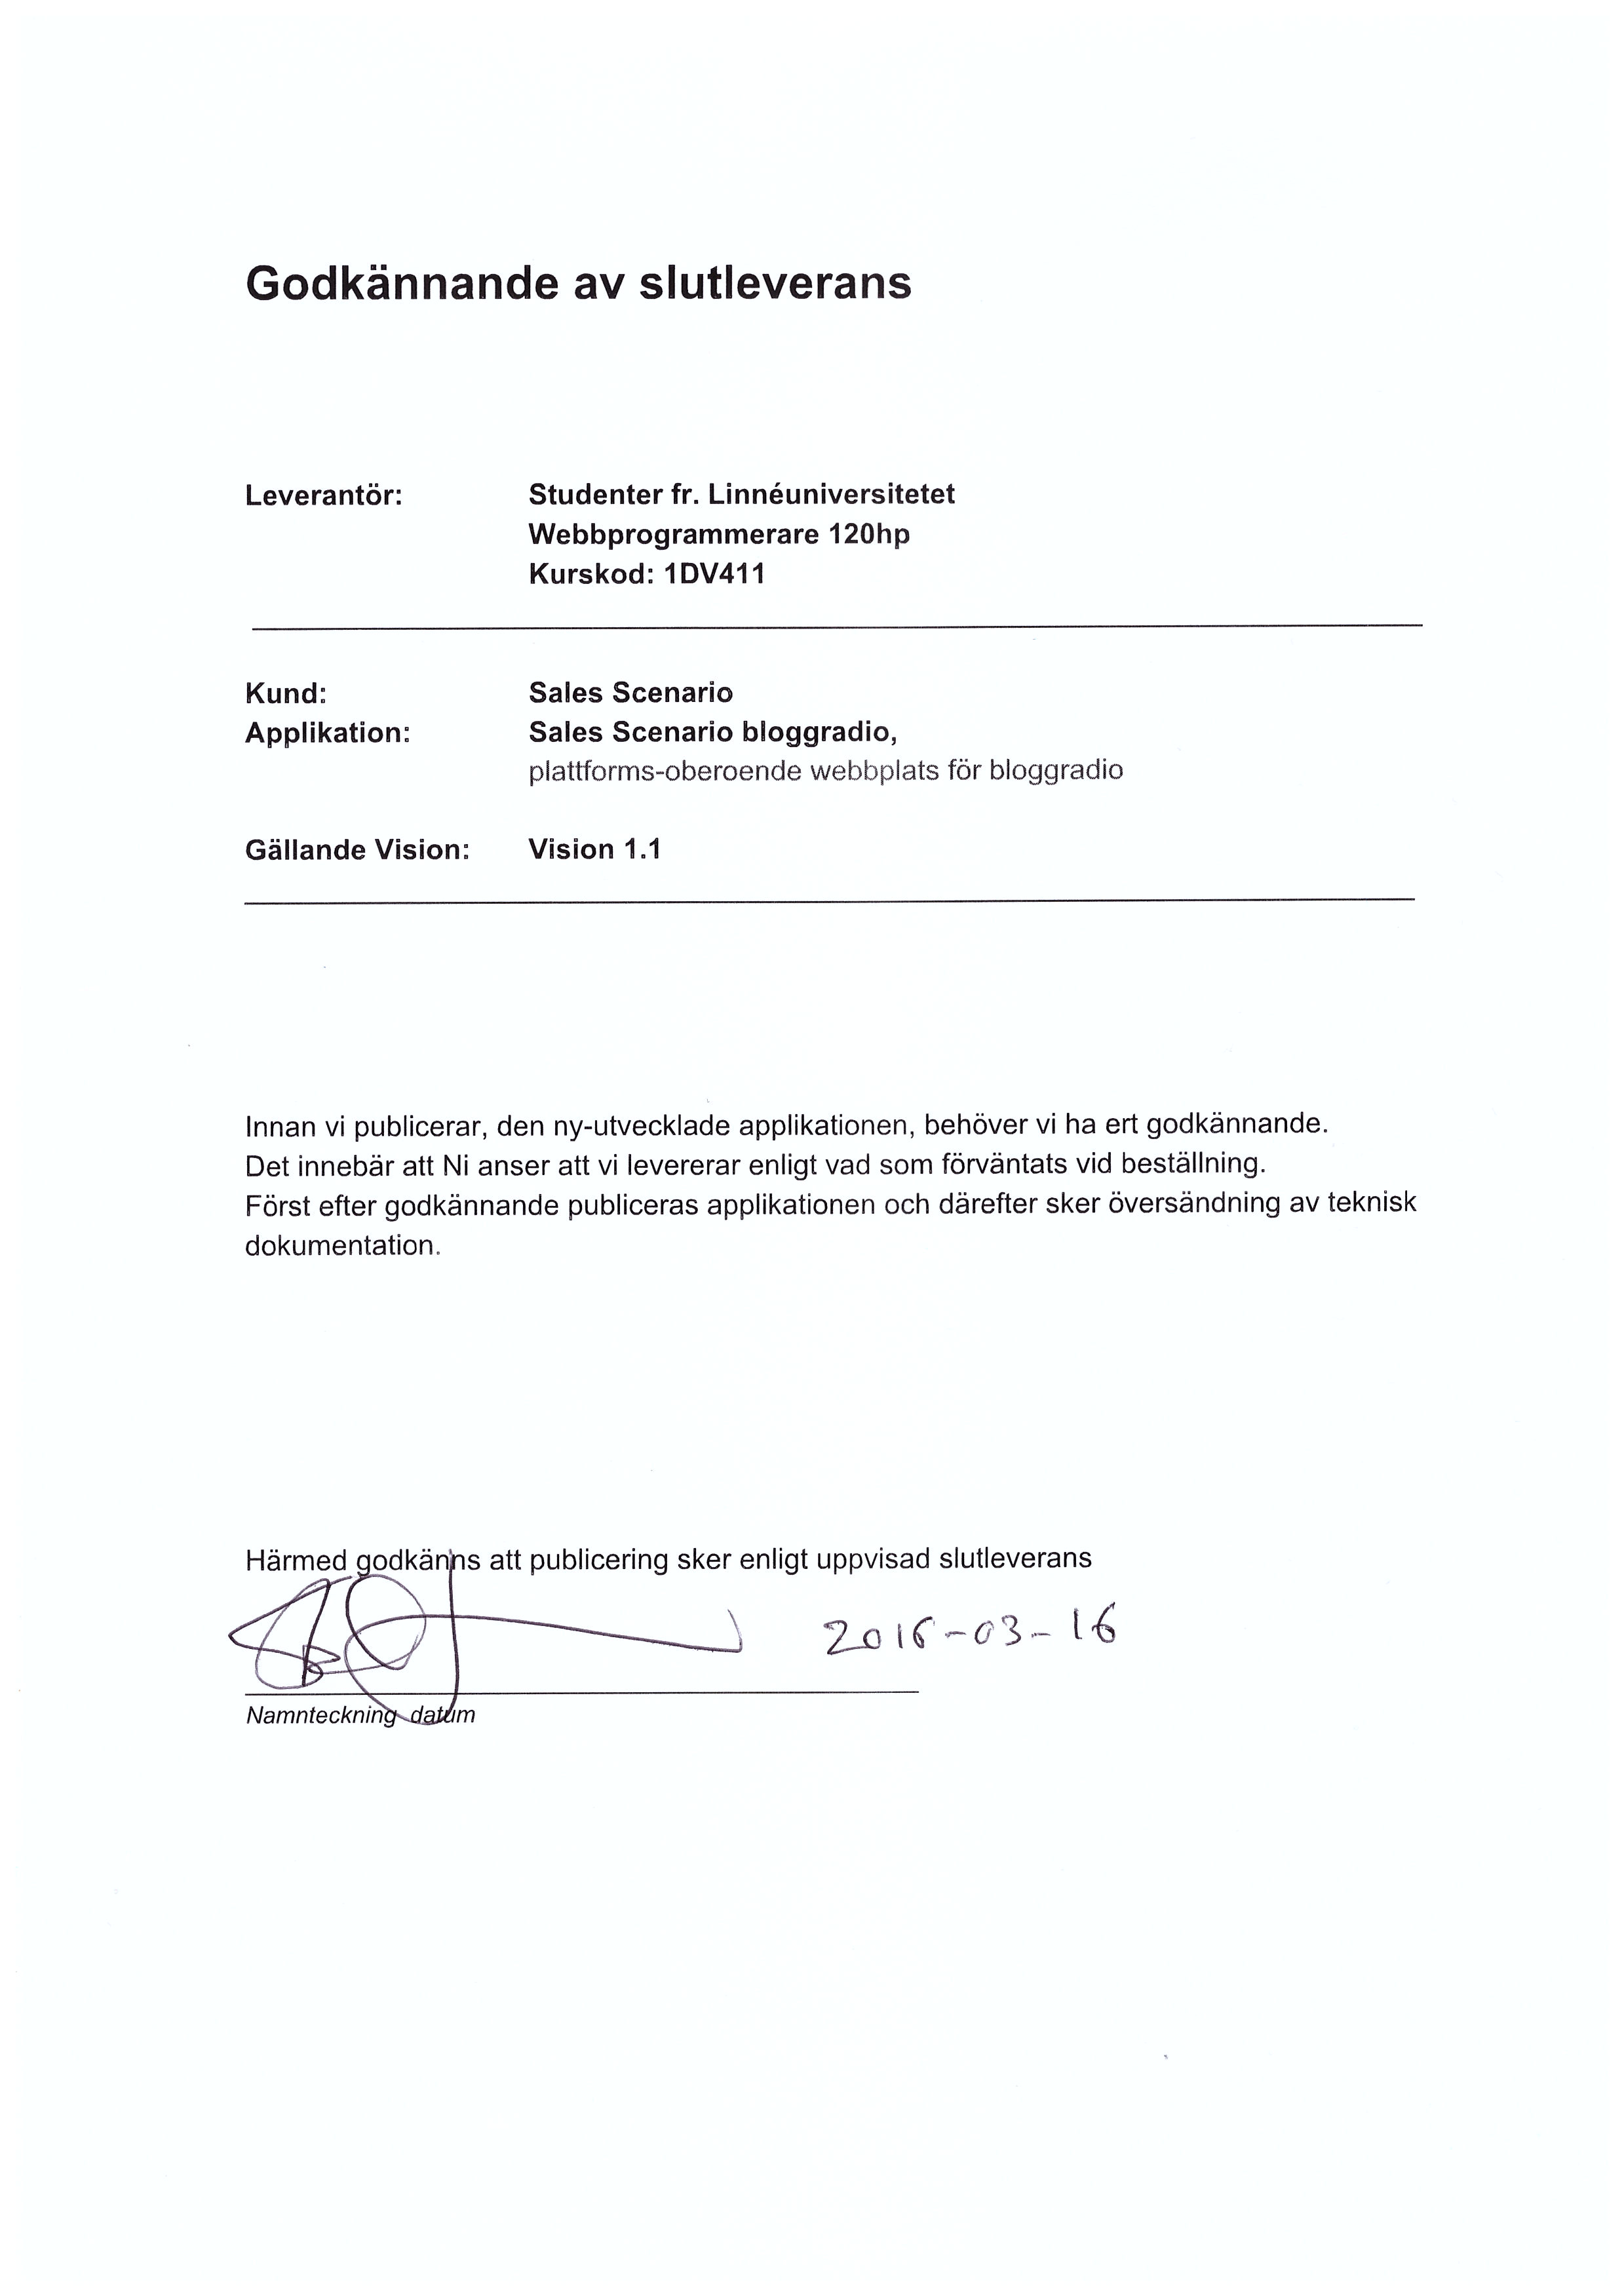 Godkännande av slutleverans
Leverantör: Studenter fr. Linnéuniversitetet
Webbprogrammerare 120hp
Kurskod: 1DV411
Kund: Sales Scenario
Applikation: Sales Scenario bloggradio,
plattforms-oberoende webbplats för bloggradio
Gällande Vision: Vision 1.1
Innan vi publicerar, den ny-utvecklade applikationen, behöver vi ha ert godkännande.
Det innebär att Ni anser att vi levererar enligt vad som förväntats vid beställning.
Först efter godkännande publiceras applikationen och därefter sker översändning av teknisk
dokumentation.
Härmed godkänns att publicering sker enligt uppvisad slutleverans
2016-03-16
Namnteckning datum